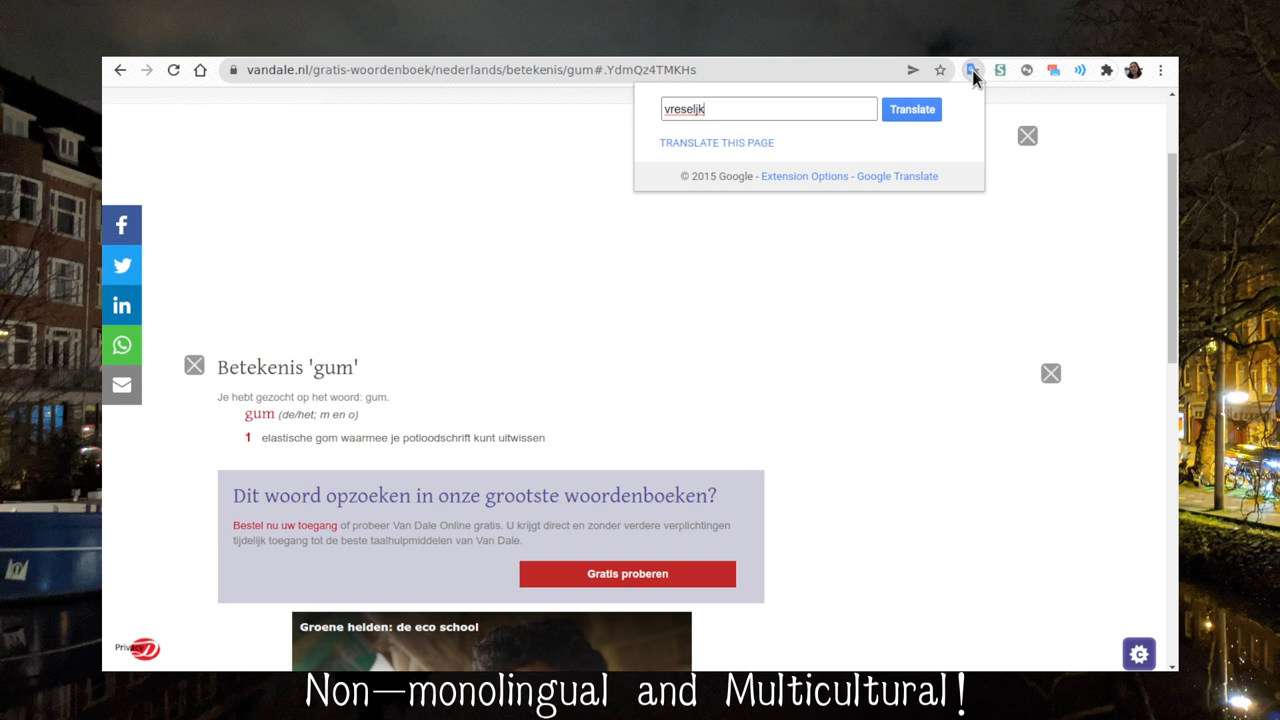 vandale.nl/gratis-woordenboek/nederlands/betekenis/gum#.YdmQz4TMKHs
vreseljk
Translate
TRANSLATE THIS PAGE
© 2015 Google - Extension Options - Google Translate
Betekenis 'gum'
Je hebt gezocht op het woord: gum.
gum (de/het; m en o)
1 elastische gom waarmee je potloodschrift kunt uitwissen
Dit woord opzoeken in onze grootste woordenboeken?
Bestel nu uw toegang of probeer Van Dale Online gratis. U krijgt direct en zonder verdere verplichtingen
tijdelijk toegang tot de beste taalhulpmiddelen van Van Dale.
Gratis proberen
Groene helden: de eco school
Non-monolingual and Multicultural!